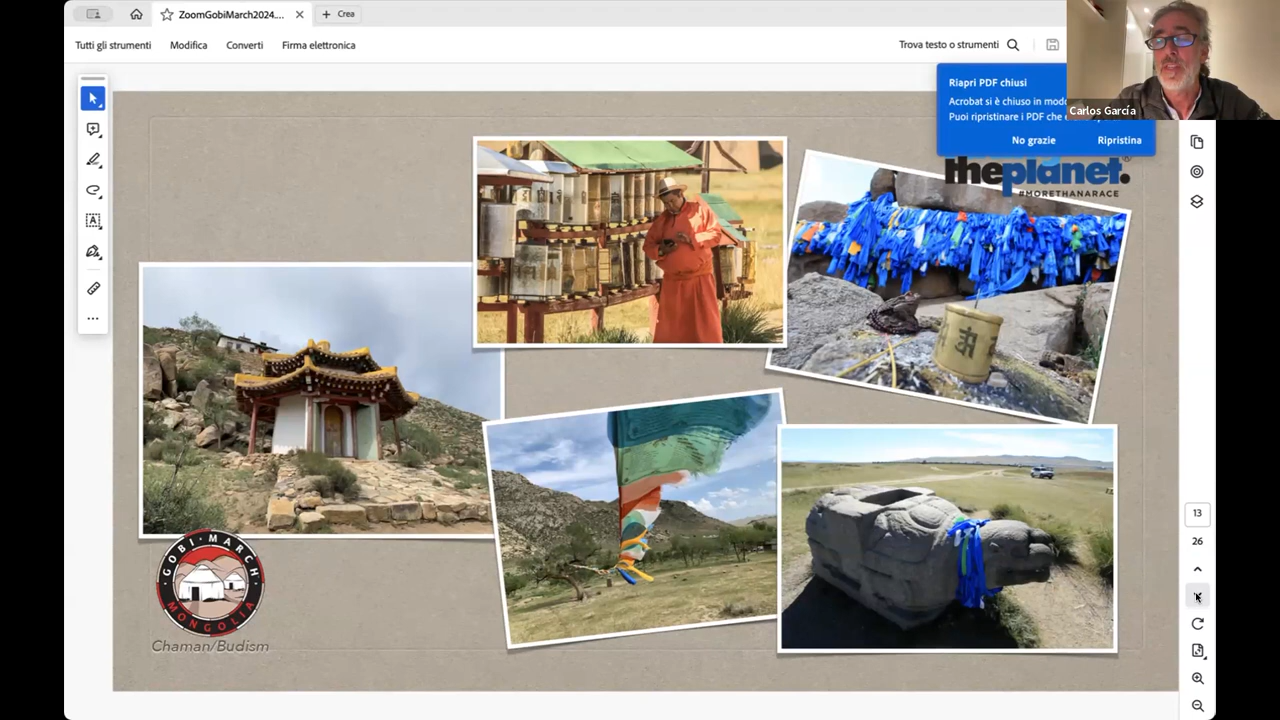 ZoomGobiMarch2024....
Crea
Tutti gli strumenti
Modifica
Converti
Firma elettronica
Trova testo o strumenti
Carlos García
Riapri PDF chiusi
Acrobat si è chiuso in mod
Puoi ripristinare i PDF che
No grazie
Ripristina
theplanet.
#MORETHANARACE
GOBI·MARCH
MONGOLIA
Chaman/Budism
13
26